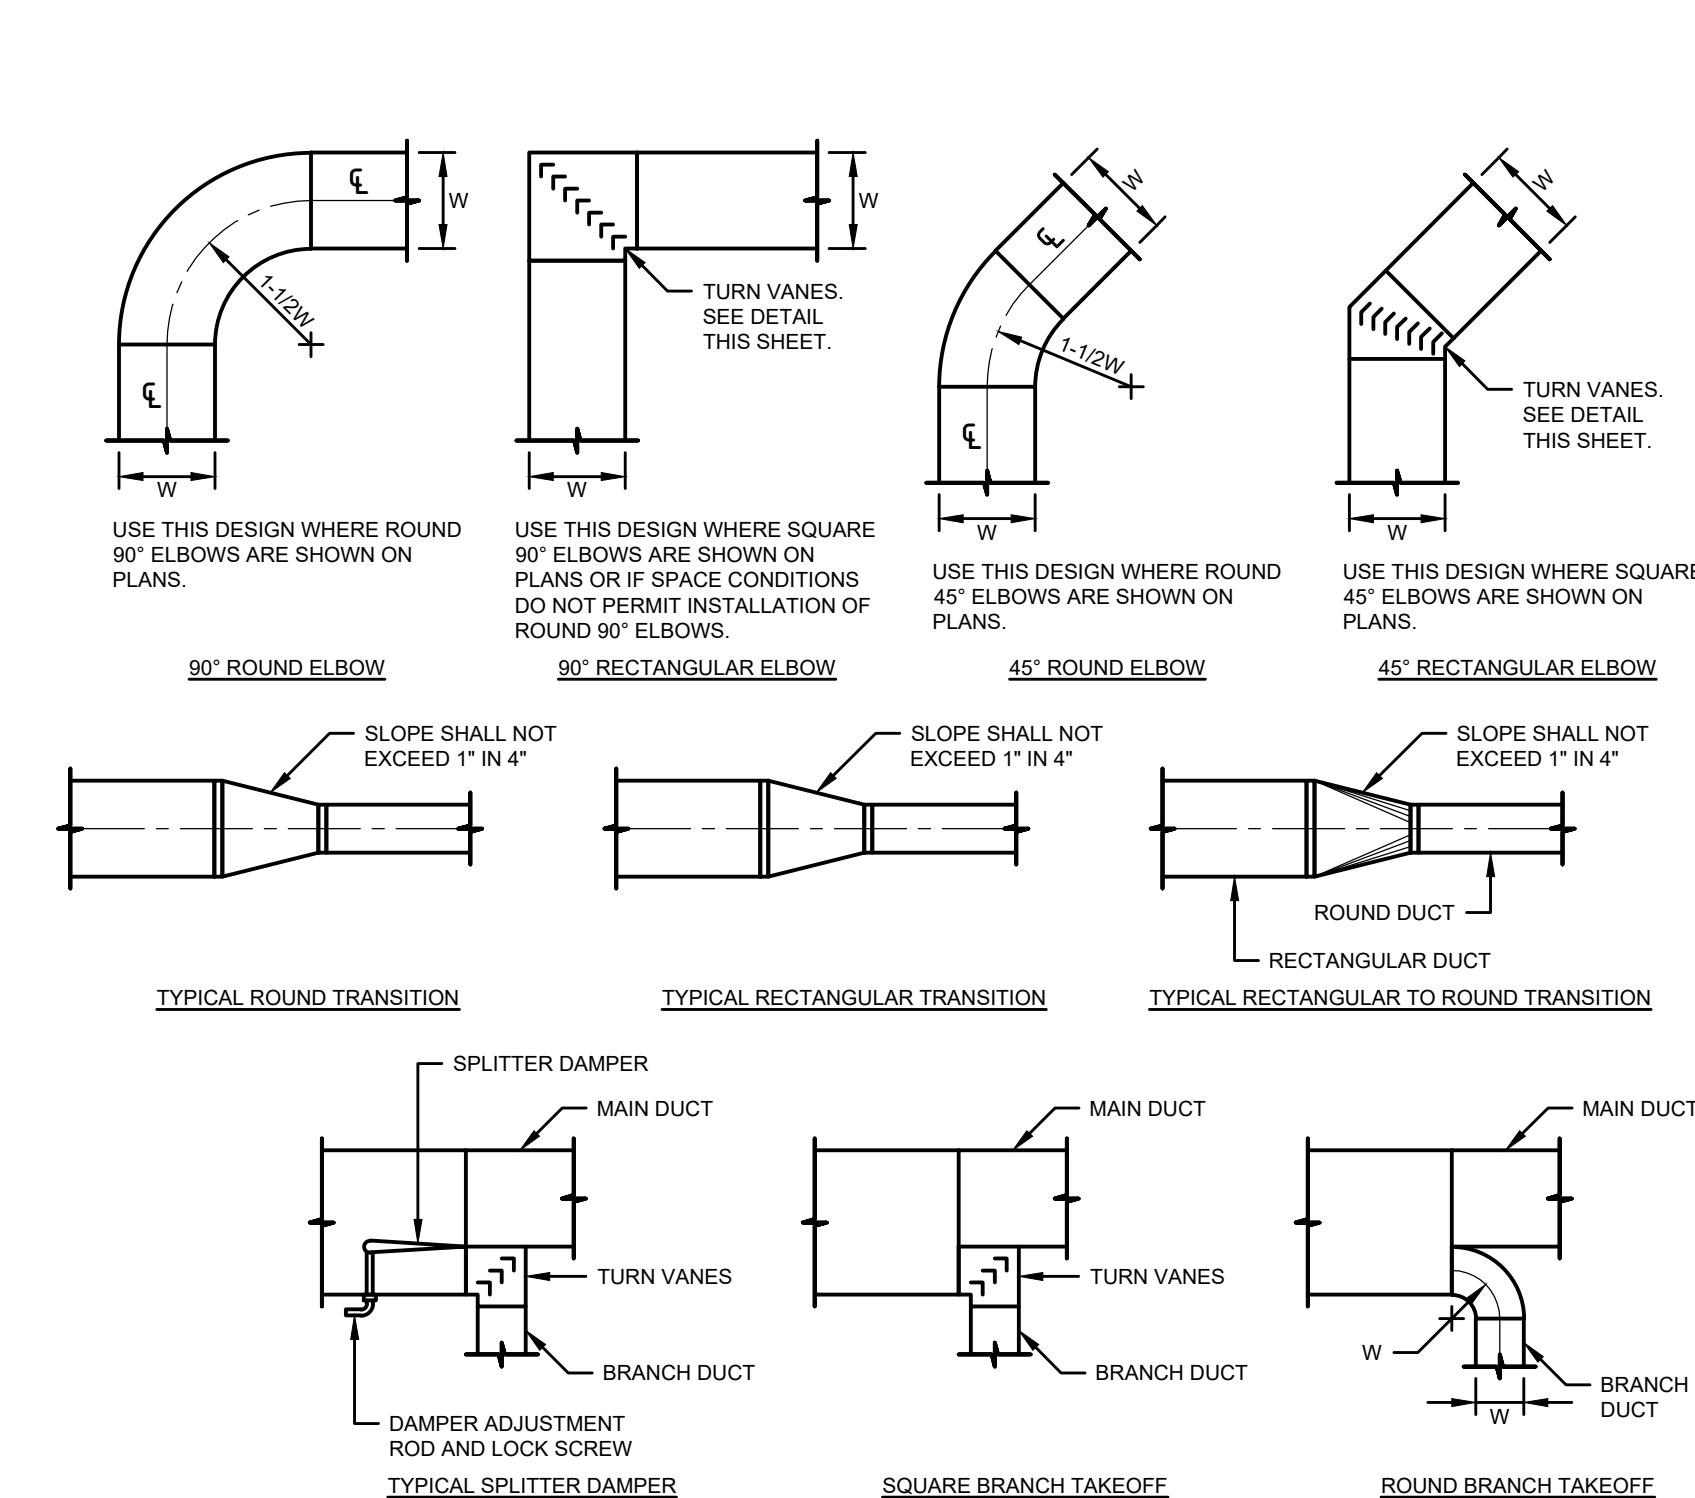 ℄
W
1-1/2W
℄
W
USE THIS DESIGN WHERE ROUND
90° ELBOWS ARE SHOWN ON
PLANS.
90° ROUND ELBOW
W
TURN VANES.
SEE DETAIL
THIS SHEET.
W
USE THIS DESIGN WHERE SQUARE
90° ELBOWS ARE SHOWN ON
PLANS OR IF SPACE CONDITIONS
DO NOT PERMIT INSTALLATION OF
ROUND 90° ELBOWS.
90° RECTANGULAR ELBOW
W
℄
1-1/2W
℄
W
USE THIS DESIGN WHERE ROUND
45° ELBOWS ARE SHOWN ON
PLANS.
45° ROUND ELBOW
W
TURN VANES.
SEE DETAIL
THIS SHEET.
W
USE THIS DESIGN WHERE SQUARE
45° ELBOWS ARE SHOWN ON
PLANS.
45° RECTANGULAR ELBOW
SLOPE SHALL NOT
EXCEED 1" IN 4"
TYPICAL ROUND TRANSITION
SLOPE SHALL NOT
EXCEED 1" IN 4"
TYPICAL RECTANGULAR TRANSITION
SLOPE SHALL NOT
EXCEED 1" IN 4"
ROUND DUCT
RECTANGULAR DUCT
TYPICAL RECTANGULAR TO ROUND TRANSITION
SPLITTER DAMPER
MAIN DUCT
TURN VANES
BRANCH DUCT
DAMPER ADJUSTMENT
ROD AND LOCK SCREW
TYPICAL SPLITTER DAMPER
MAIN DUCT
TURN VANES
BRANCH DUCT
SQUARE BRANCH TAKEOFF
MAIN DUCT
W
BRANCH
DUCT
W
ROUND BRANCH TAKEOFF